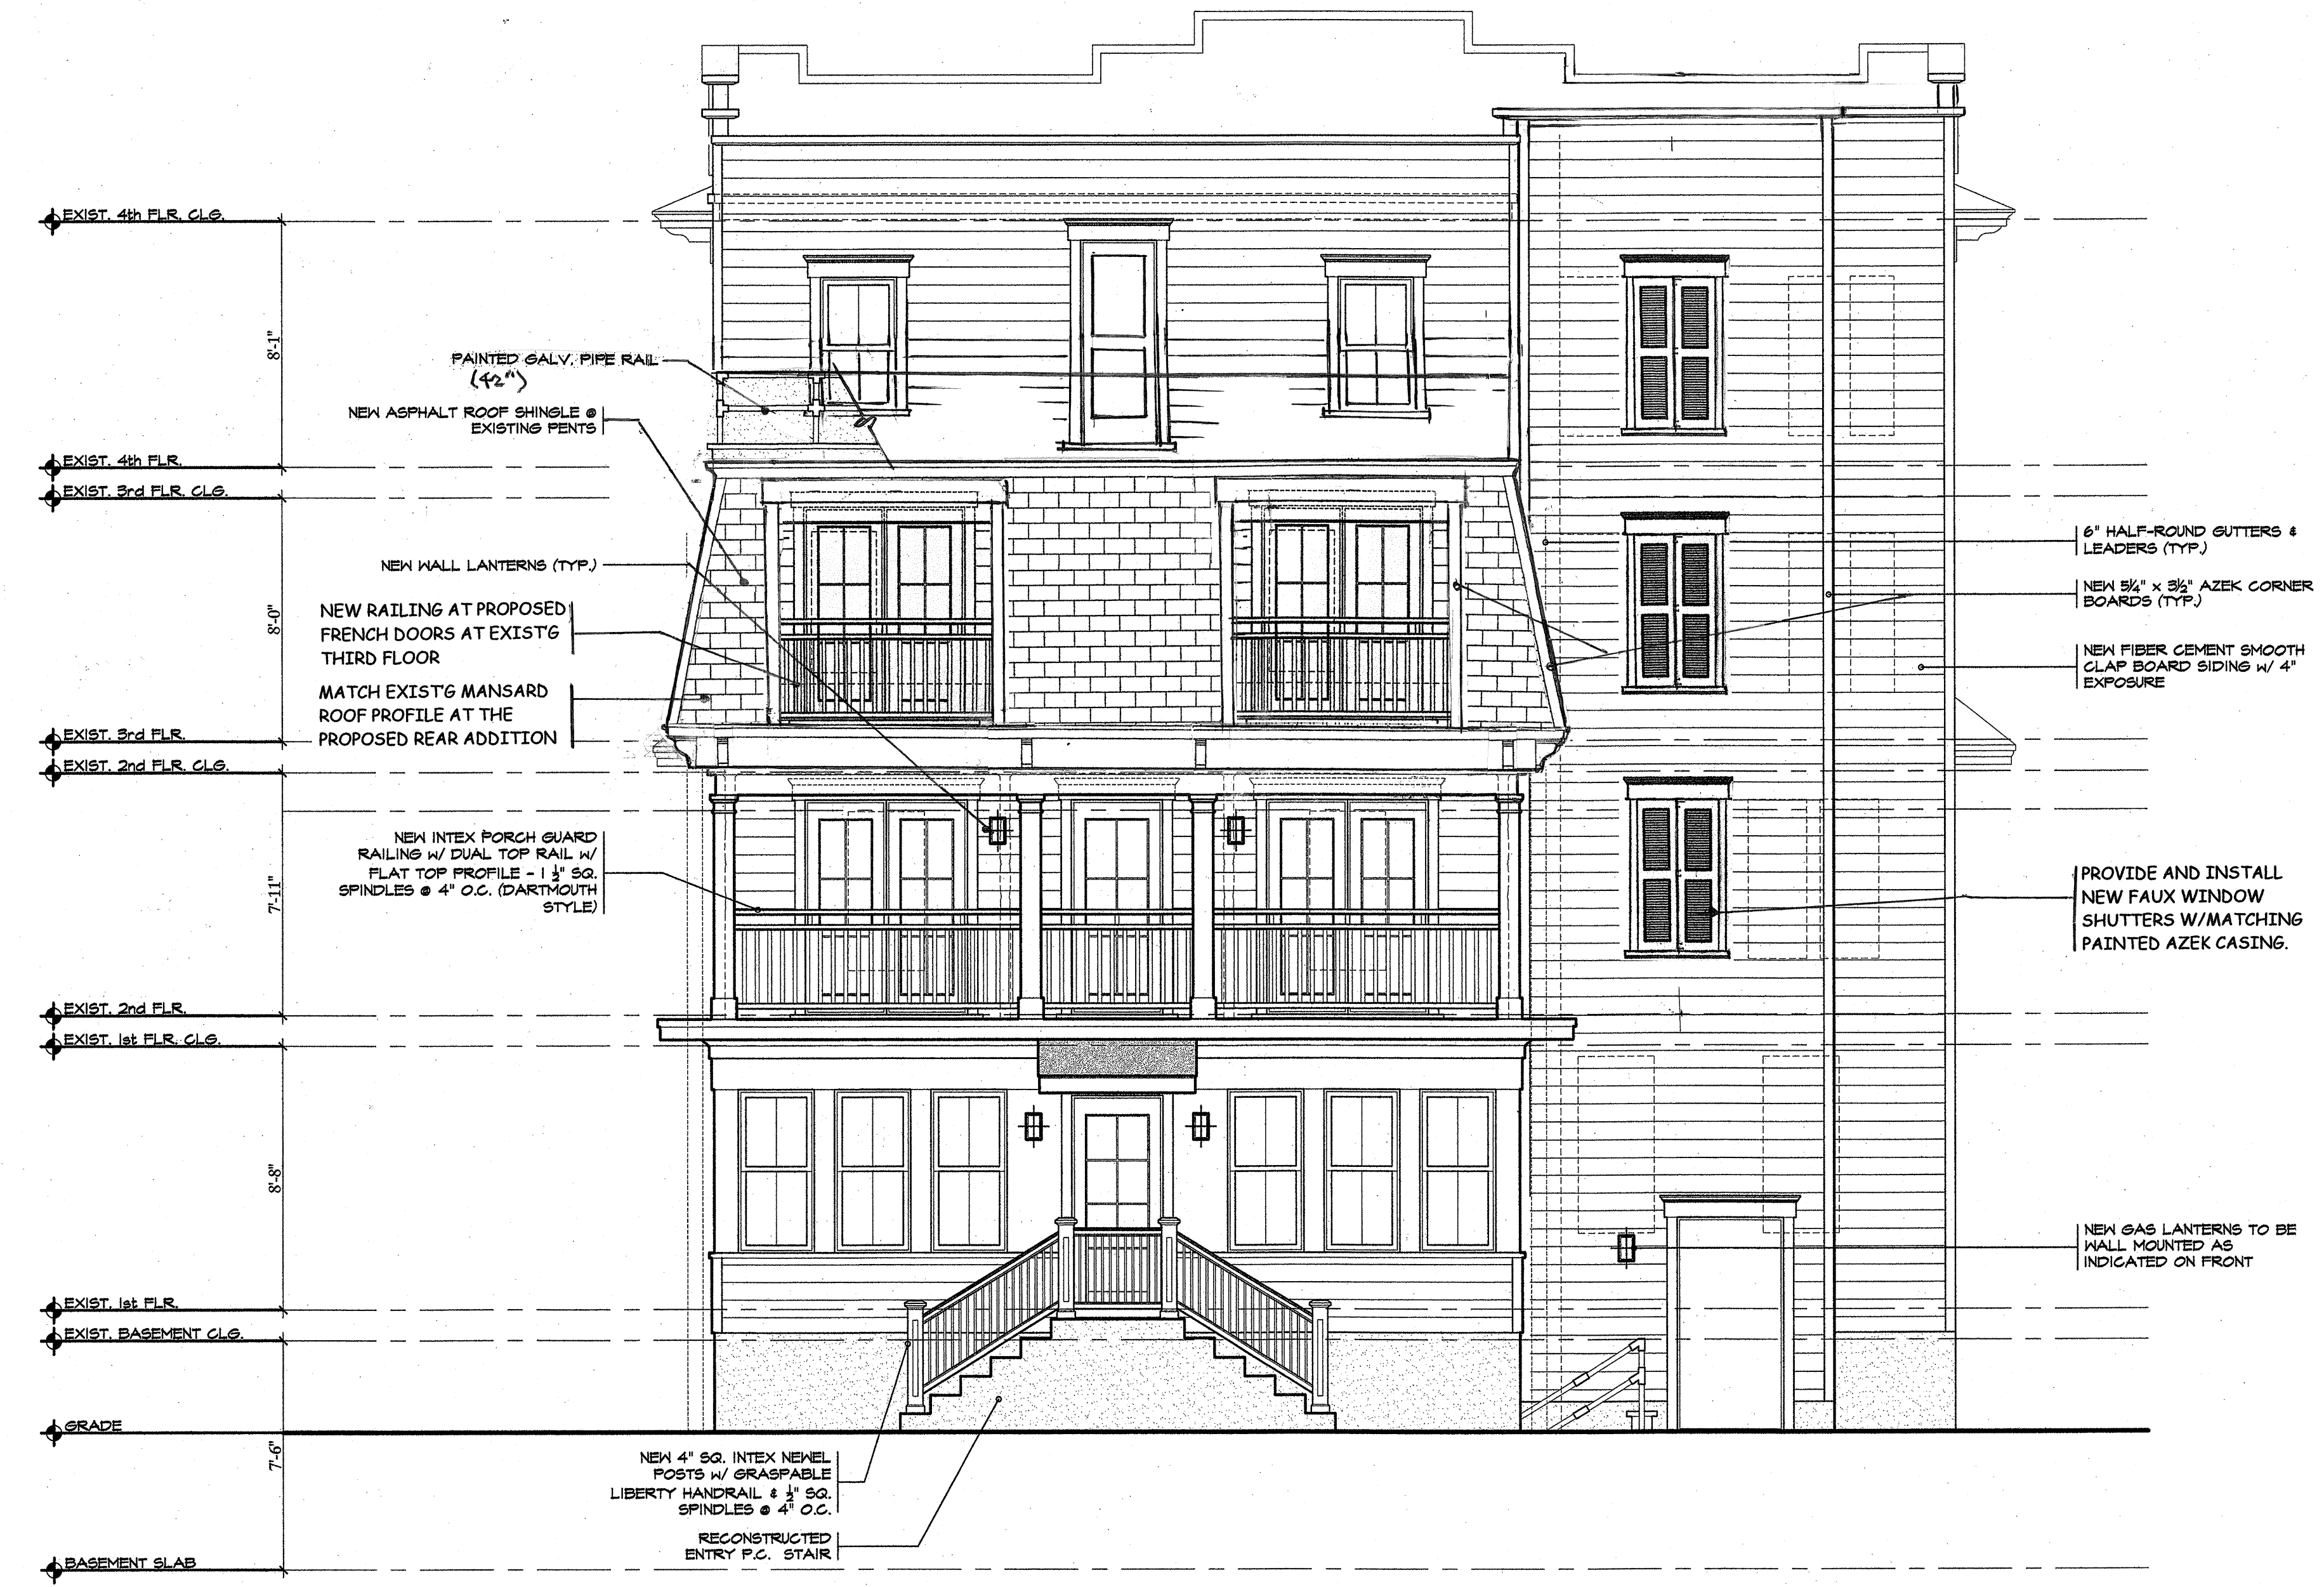 EXIST. 4th FLR. CLG.
8'-1"
PAINTED GALV. PIPE RAIL
(42")
NEW ASPHALT ROOF SHINGLE @
EXISTING PENTS
EXIST. 4th FLR.
EXIST. 3rd FLR. CLG.
NEW WALL LANTERNS (TYP.)
8'-0"
NEW RAILING AT PROPOSED
FRENCH DOORS AT EXIST'G
THIRD FLOOR
MATCH EXIST'G MANSARD
ROOF PROFILE AT THE
PROPOSED REAR ADDITION
EXIST. 3rd FLR.
EXIST. 2nd FLR. CLG.
NEW INTEX PORCH GUARD
RAILING W/ DUAL TOP RAIL W/
FLAT TOP PROFILE - 1 ½" SQ.
SPINDLES @ 4" O.C. (DARTMOUTH
STYLE)
7'-11"
EXIST. 2nd FLR.
EXIST. 1st FLR. CLG.
8'-8"
EXIST. 1st FLR.
EXIST. BASEMENT CLG.
GRADE
7'-6"
BASEMENT SLAB
NEW 4" SQ. INTEX NEWEL
POSTS W/ GRASPABLE
LIBERTY HANDRAIL & ½" SQ.
SPINDLES @ 4" O.C.
RECONSTRUCTED
ENTRY P.C. STAIR
6" HALF-ROUND GUTTERS &
LEADERS (TYP.)
NEW 5¼" x 3½" AZEK CORNER
BOARDS (TYP.)
NEW FIBER CEMENT SMOOTH
CLAP BOARD SIDING W/ 4"
EXPOSURE
PROVIDE AND INSTALL
NEW FAUX WINDOW
SHUTTERS W/MATCHING
PAINTED AZEK CASING.
NEW GAS LANTERNS TO BE
WALL MOUNTED AS
INDICATED ON FRONT